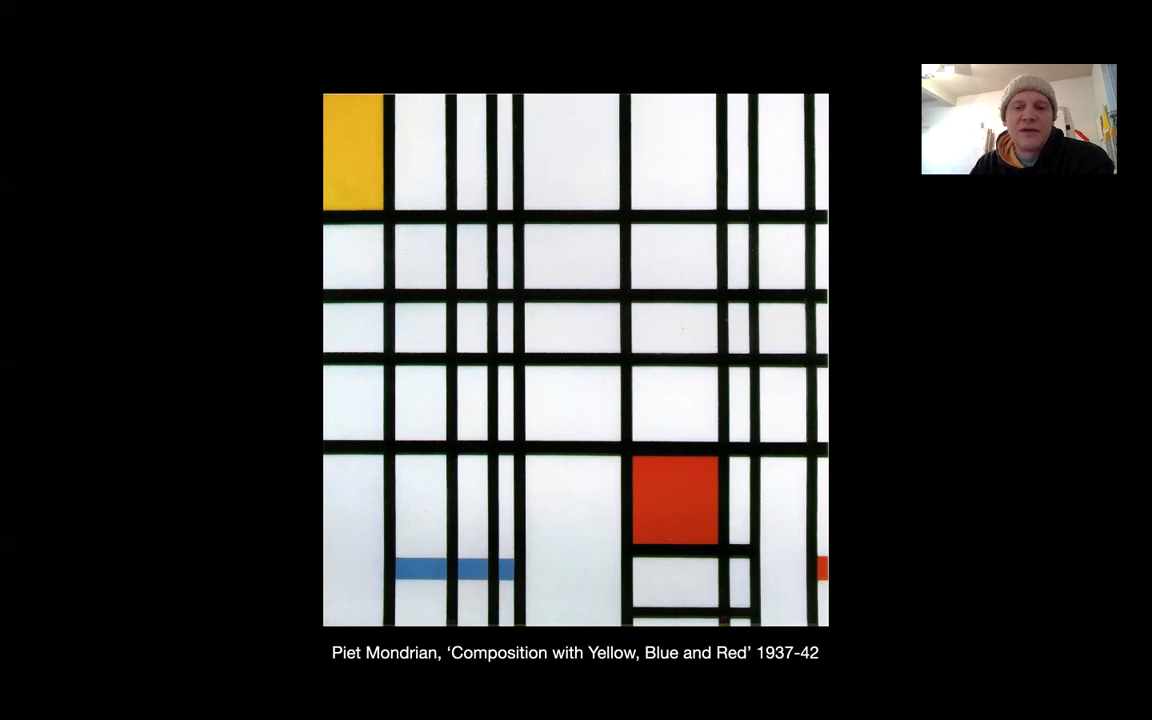 Piet Mondrian, ‘Composition with Yellow, Blue and Red’ 1937-42